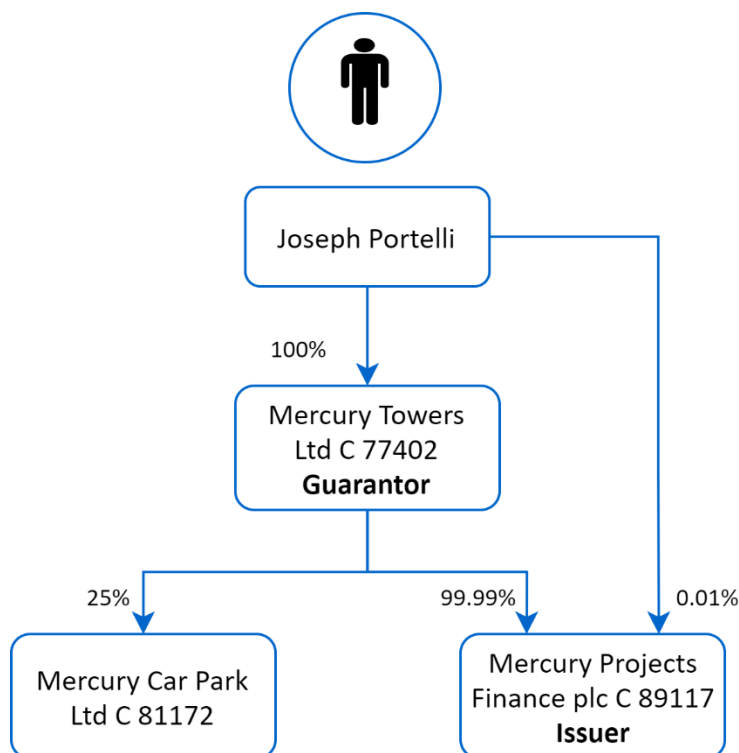 Joseph Portelli
100%
Mercury Towers
Ltd C 77402
Guarantor
25%
99.99%
0.01%
Mercury Car Park
Ltd C 81172
Mercury Projects
Finance plc C 89117
Issuer